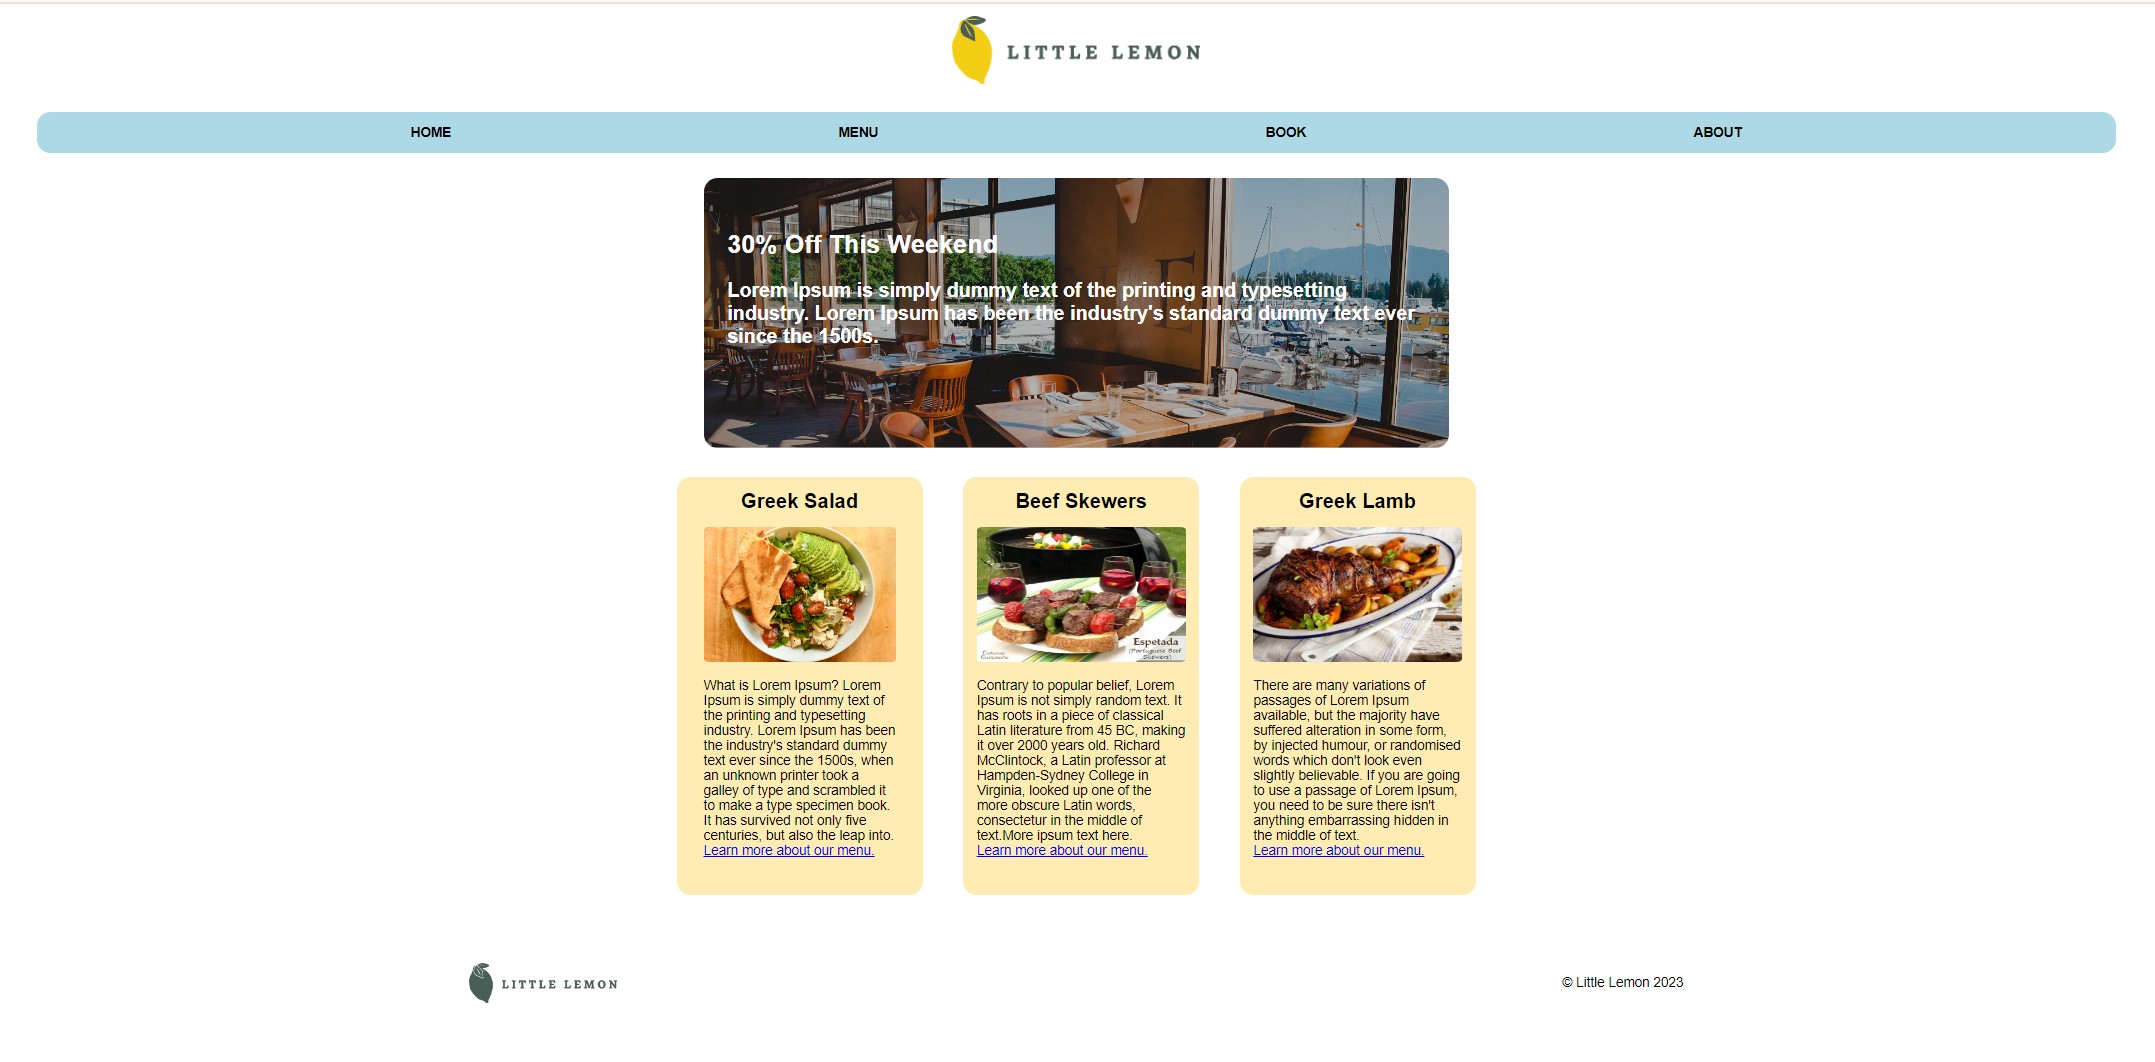 LITTLE LEMON
HOME MENU BOOK ABOUT
30% Off This Weekend
Lorem Ipsum is simply dummy text of the printing and typesetting
industry. Lorem Ipsum has been the industry's standard dummy text ever
since the 1500s.
Greek Salad
What is Lorem Ipsum? Lorem
Ipsum is simply dummy text of
the printing and typesetting
industry. Lorem Ipsum has been
the industry's standard dummy
text ever since the 1500s, when
an unknown printer took a
galley of type and scrambled it
to make a type specimen book.
It has survived not only five
centuries, but also the leap into.
Learn more about our menu.
Beef Skewers
Espetada
(Portuguese Beef
Skewers)
Contrary to popular belief, Lorem
Ipsum is not simply random text. It
has roots in a piece of classical
Latin literature from 45 BC, making
it over 2000 years old. Richard
McClintock, a Latin professor at
Hampden-Sydney College in
Virginia, looked up one of the
more obscure Latin words,
consectetur in the middle of
text.More ipsum text here.
Learn more about our menu.
Greek Lamb
There are many variations of
passages of Lorem Ipsum
available, but the majority have
suffered alteration in some form,
by injected humour, or randomised
words which don't look even
slightly believable. If you are going
to use a passage of Lorem Ipsum,
you need to be sure there isn't
anything embarrassing hidden in
the middle of text.
Learn more about our menu.
LITTLE LEMON
© Little Lemon 2023